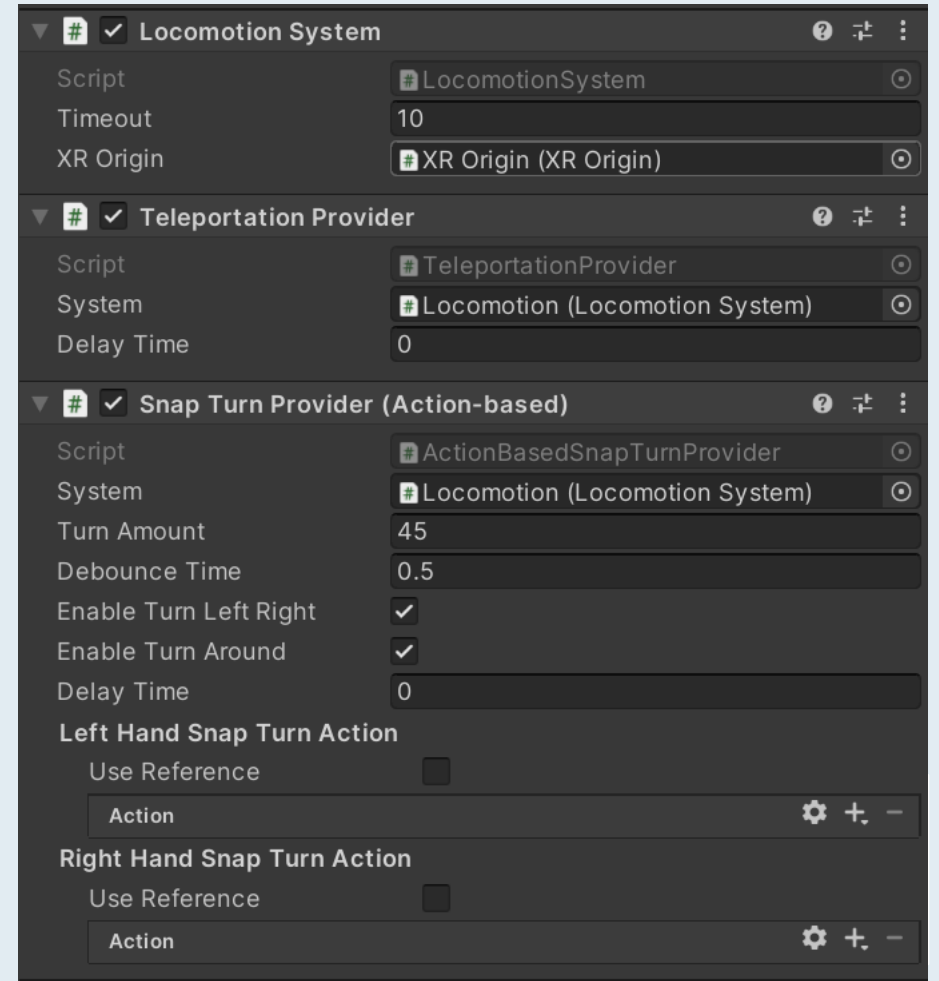 Locomotion System
Script LocomotionSystem
Timeout 10
XR Origin XR Origin (XR Origin)
Teleportation Provider
Script TeleportationProvider
System Locomotion (Locomotion System)
Delay Time 0
Snap Turn Provider (Action-based)
Script ActionBasedSnapTurnProvider
System Locomotion (Locomotion System)
Turn Amount 45
Debounce Time 0.5
Enable Turn Left Right
Enable Turn Around
Delay Time 0
Left Hand Snap Turn Action
Use Reference
Action
Right Hand Snap Turn Action
Use Reference
Action